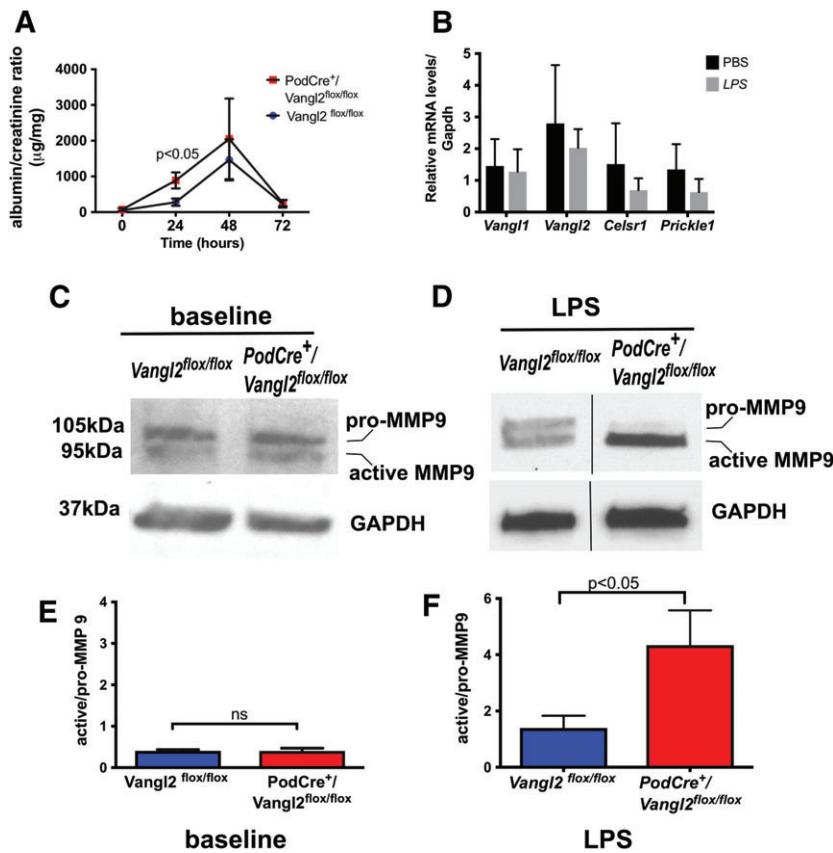 A
albumin/creatinine ratio
(μg/mg)
4000
3000
2000
1000
0
p<0.05
0 24 48 72
Time (hours)
PodCre+/
Vangl2flox/flox
Vangl2 flox/flox
B
Relative mRNA levels/
Gapdh
5
4
3
2
1
0
Vangl1 Vangl2 Celsr1 Prickle1
PBS
LPS
C
baseline
Vangl2flox/flox
PodCre+/
Vangl2flox/flox
105kDa
95kDa
37kDa
pro-MMP9
active MMP9
GAPDH
D
LPS
Vangl2flox/flox
PodCre+/
Vangl2flox/flox
pro-MMP9
active MMP9
GAPDH
E
active/pro-MMP 9
4
3
2
1
0
ns
Vangl2 flox/flox
PodCre+/
Vangl2flox/flox
baseline
F
active/pro-MMP9
6
4
2
0
p<0.05
Vangl2 flox/flox
PodCre+/
Vangl2flox/flox
LPS